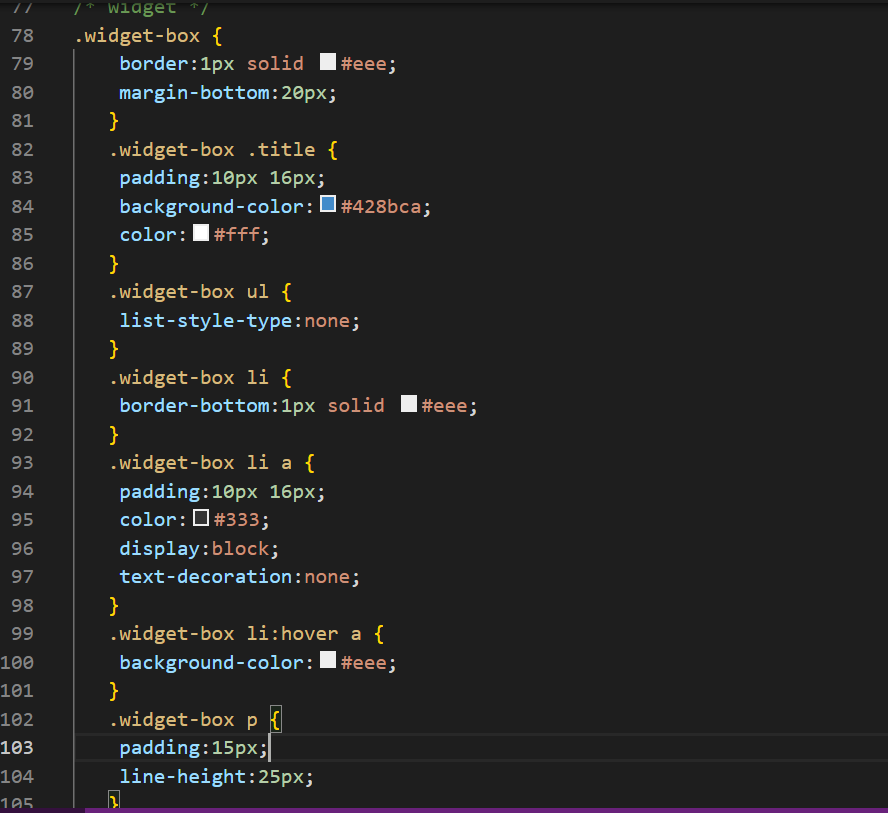 77 /* widget */
78 .widget-box {
79 border:1px solid #eee;
80 margin-bottom:20px;
81 }
82 .widget-box .title {
83 padding:10px 16px;
84 background-color:#428bca;
85 color:#fff;
86 }
87 .widget-box ul {
88 list-style-type:none;
89 }
90 .widget-box li {
91 border-bottom:1px solid #eee;
92 }
93 .widget-box li a {
94 padding:10px 16px;
95 color:#333;
96 display:block;
97 text-decoration:none;
98 }
99 .widget-box li:hover a {
100 background-color:#eee;
101 }
102 .widget-box p {
103 padding:15px;
104 line-height:25px;
105 }